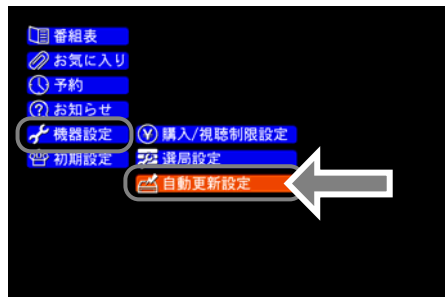 番組表
お気に入り
予約
お知らせ
機器設定
初期設定
購入/視聴制限設定
選局設定
自動更新設定